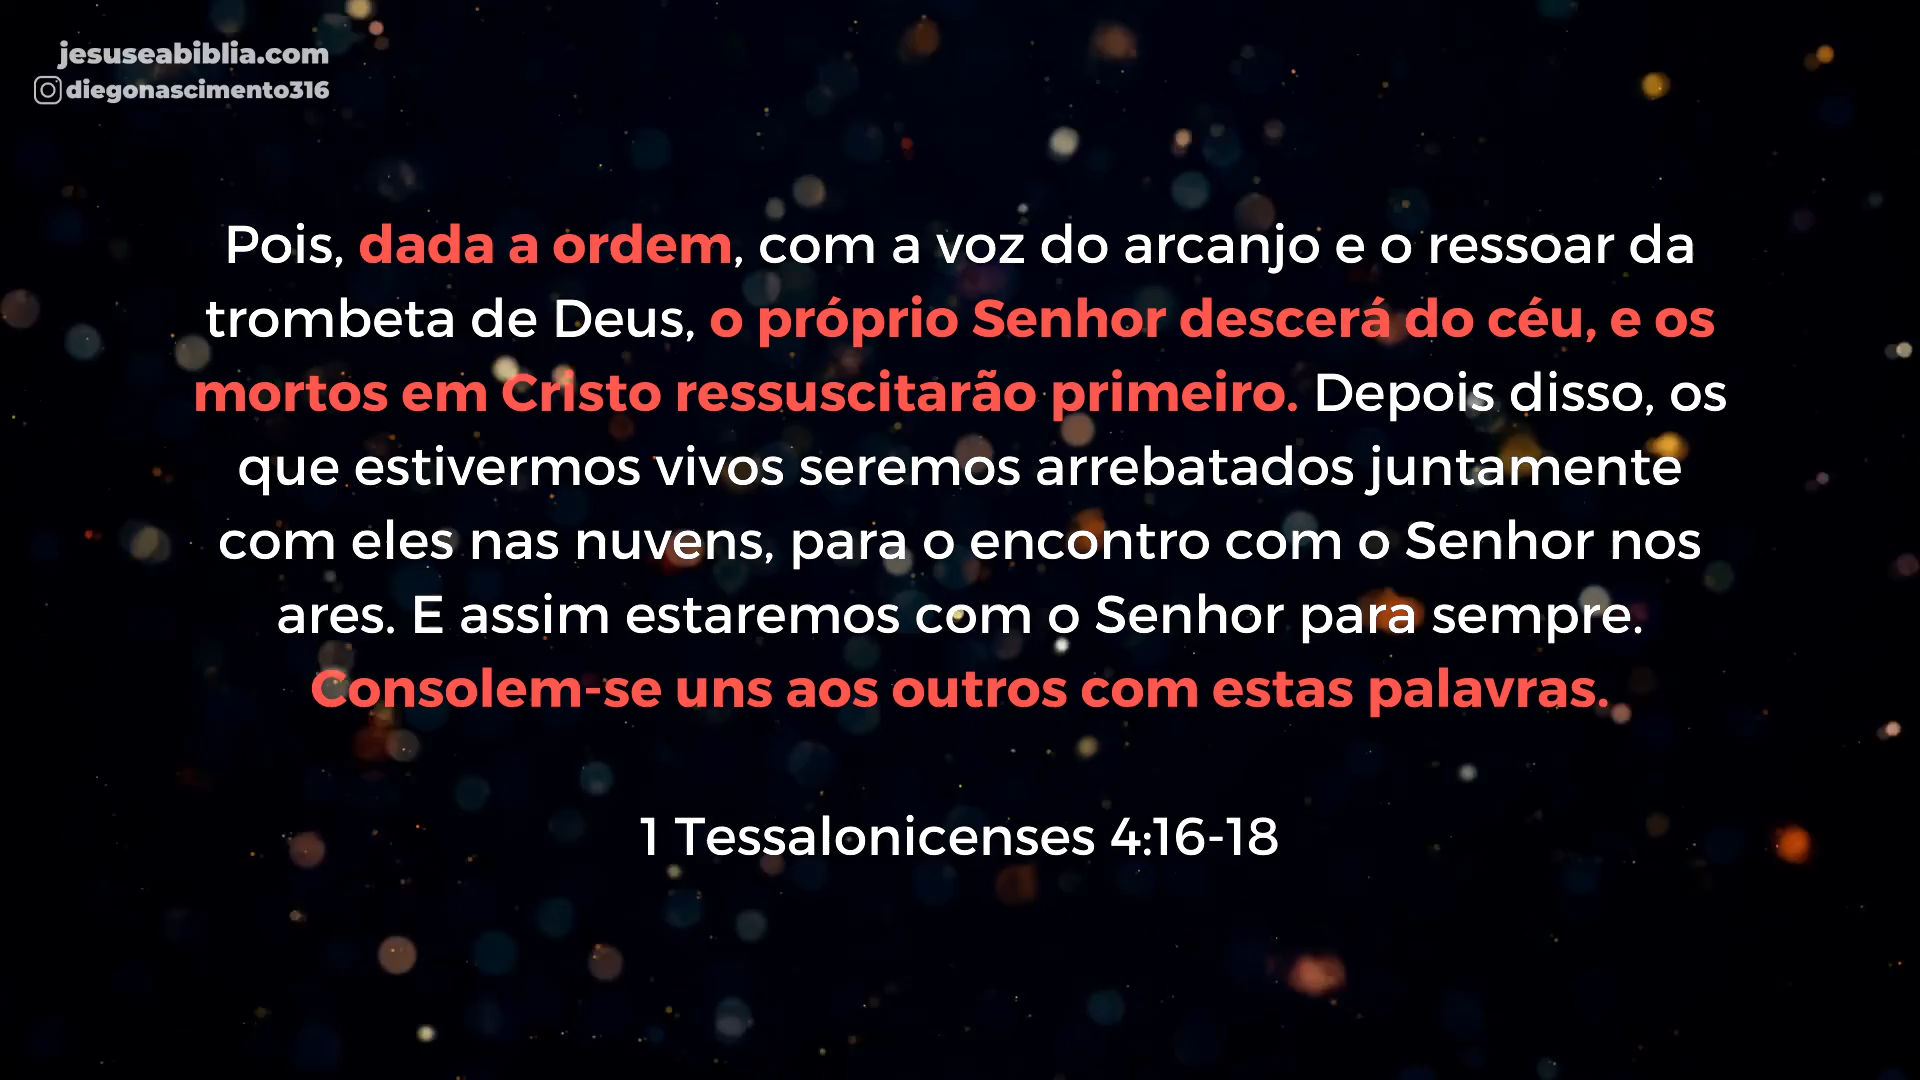 jesuseabiblia.com
diegonascimento316
Pois, dada a ordem, com a voz do arcanjo e o ressoar da
trombeta de Deus, o próprio Senhor descerá do céu, e os
mortos em Cristo ressuscitarão primeiro. Depois disso, os
que estivermos vivos seremos arrebatados juntamente
com eles nas nuvens, para o encontro com o Senhor nos
ares. E assim estaremos com o Senhor para sempre.
Consolem-se uns aos outros com estas palavras.
1 Tessalonicenses 4:16-18